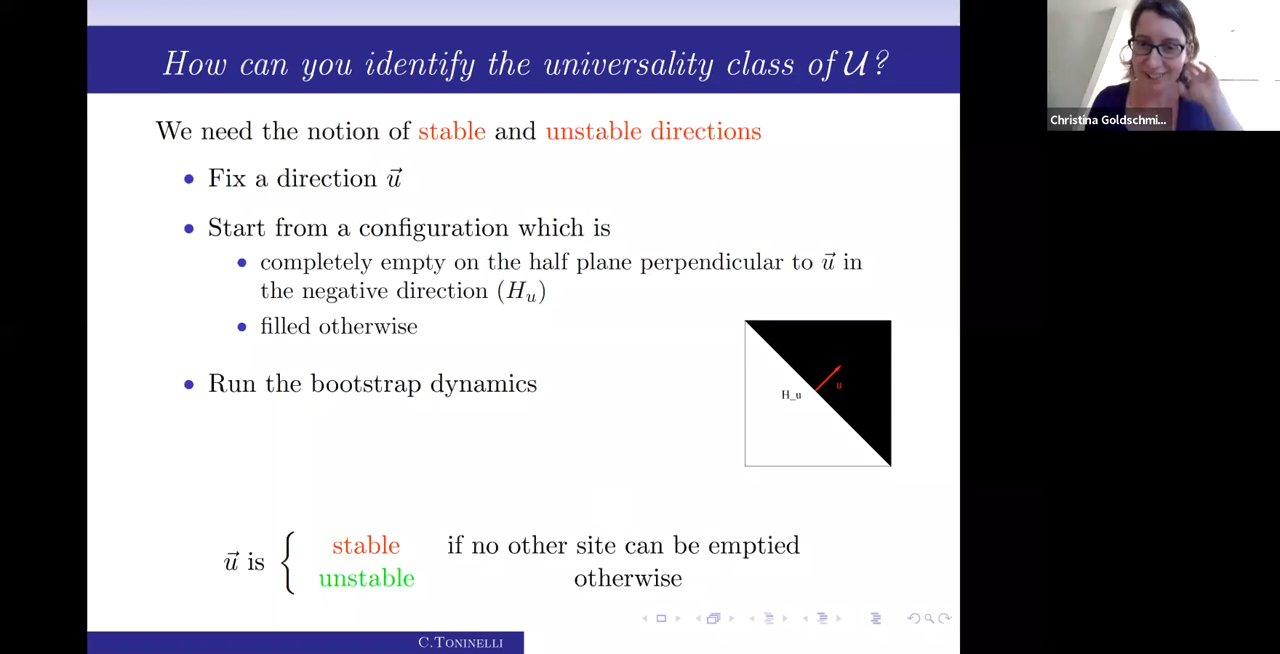 How can you identify the universality class of 𝒰?
Christina Goldschmi...
We need the notion of stable and unstable directions
• Fix a direction u⃗
• Start from a configuration which is
• completely empty on the half plane perpendicular to u⃗ in
the negative direction (H_u)
• filled otherwise
• Run the bootstrap dynamics
u
H_u
u⃗ is { stable if no other site can be emptied
unstable otherwise
C.TONINELLI